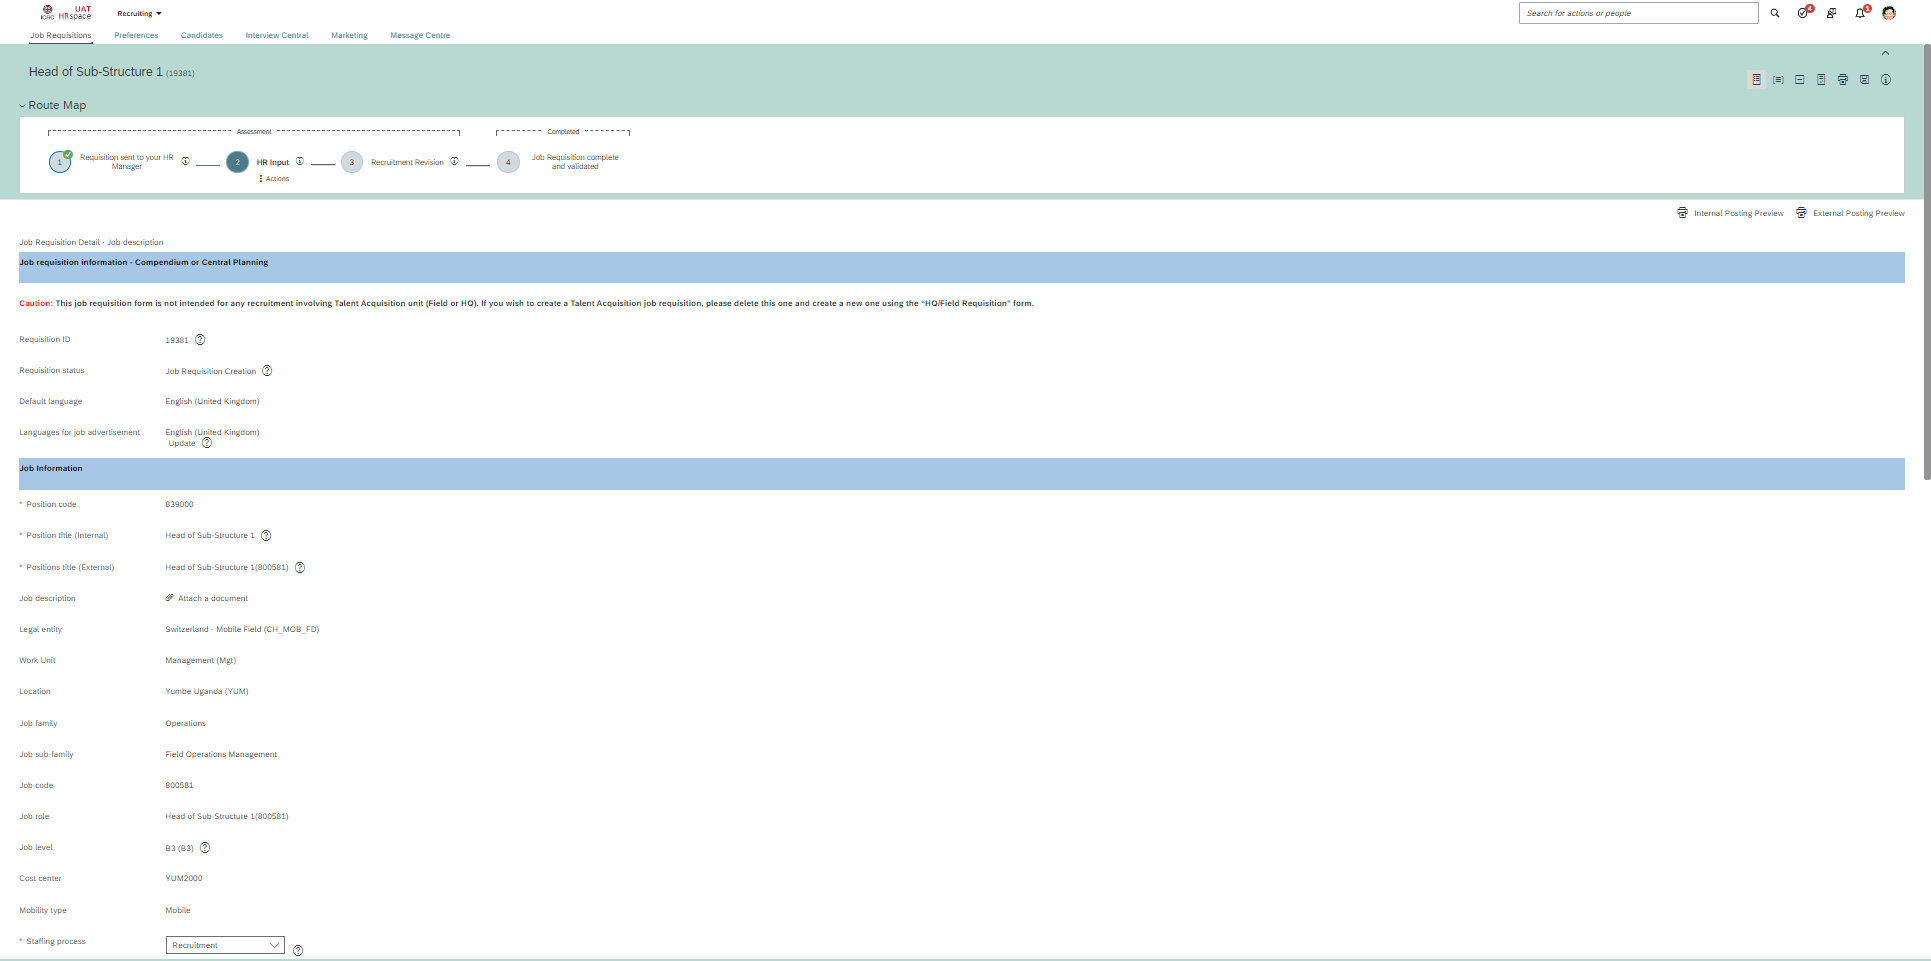 UAT
ICRC HRspace
Recruiting
Search for actions or people
4
1
Job Requisitions
Preferences
Candidates
Interview Central
Marketing
Message Centre
Head of Sub-Structure 1 (19381)
Route Map
Assessment
Completed
1
Requisition sent to your HR
Manager
2
HR Input
Actions
3
Recruitment Revision
4
Job Requisition complete
and validated
Internal Posting Preview
External Posting Preview
Job Requisition Detail - Job description
Job requisition information - Compendium or Central Planning
Caution: This job requisition form is not intended for any recruitment involving Talent Acquisition unit (Field or HQ). If you wish to create a Talent Acquisition job requisition, please delete this one and create a new one using the "HQ/Field Requisition" form.
Requisition ID 19381
Requisition status Job Requisition Creation
Default language English (United Kingdom)
Languages for job advertisement English (United Kingdom)
Update
Job Information
* Position code 839000
* Position title (Internal) Head of Sub-Structure 1
* Positions title (External) Head of Sub-Structure 1(800581)
Job description Attach a document
Legal entity Switzerland - Mobile Field (CH_MOB_FD)
Work Unit Management (Mgt)
Location Yumbe Uganda (YUM)
Job family Operations
Job sub-family Field Operations Management
Job code 800581
Job role Head of Sub-Structure 1(800581)
Job level B3 (B3)
Cost center YUM2000
Mobility type Mobile
* Staffing process Recruitment